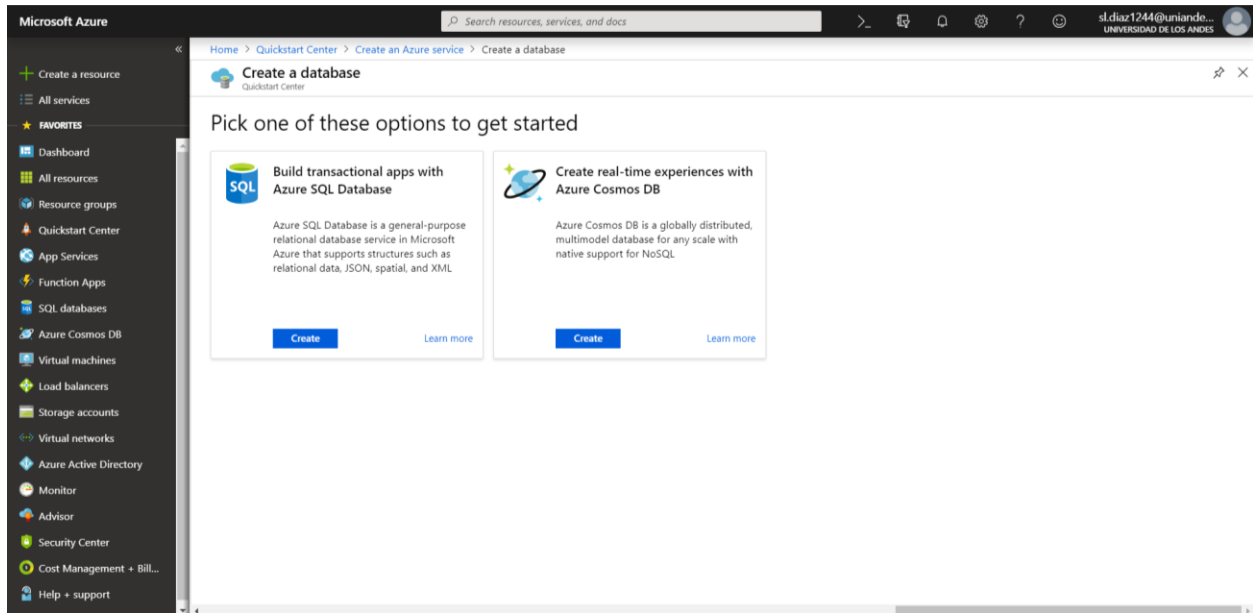 Microsoft Azure
Search resources, services, and docs
sl.diaz1244@uniande...
UNIVERSIDAD DE LOS ANDES
Home > Quickstart Center > Create an Azure service > Create a database
Create a database
Quickstart Center
Create a resource
All services
FAVORITES
Dashboard
All resources
Resource groups
Quickstart Center
App Services
Function Apps
SQL databases
Azure Cosmos DB
Virtual machines
Load balancers
Storage accounts
Virtual networks
Azure Active Directory
Monitor
Advisor
Security Center
Cost Management + Bill...
Help + support
Pick one of these options to get started
SQL
Build transactional apps with
Azure SQL Database
Azure SQL Database is a general-purpose
relational database service in Microsoft
Azure that supports structures such as
relational data, JSON, spatial, and XML
Create
Learn more
Create real-time experiences with
Azure Cosmos DB
Azure Cosmos DB is a globally distributed,
multimodel database for any scale with
native support for NoSQL
Create
Learn more